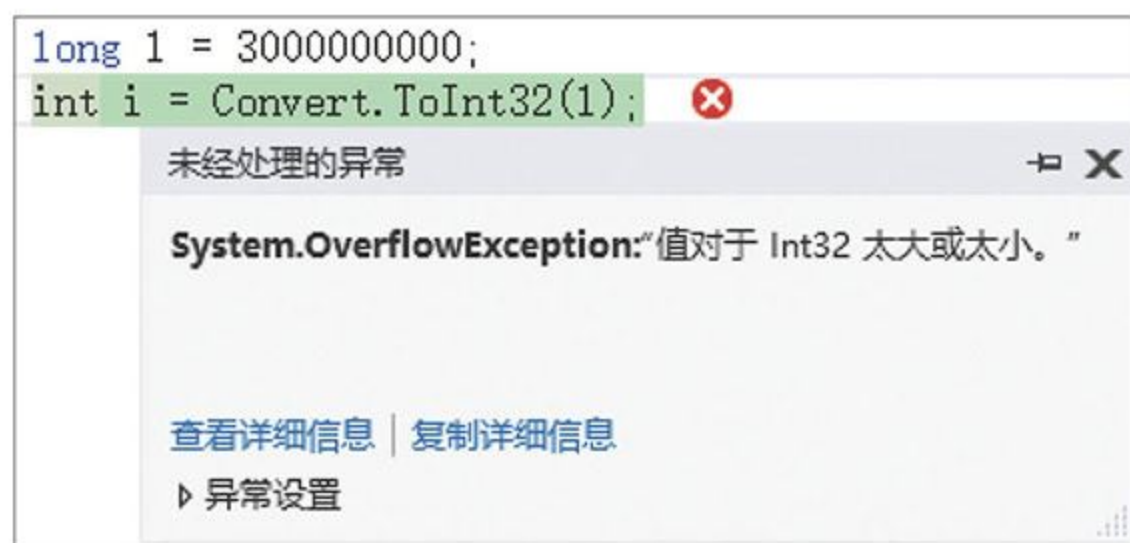 long l = 3000000000;
int i = Convert.ToInt32(l);
未经处理的异常
System.OverflowException:“值对于 Int32 太大或太小。”
查看详细信息 | 复制详细信息
异常设置